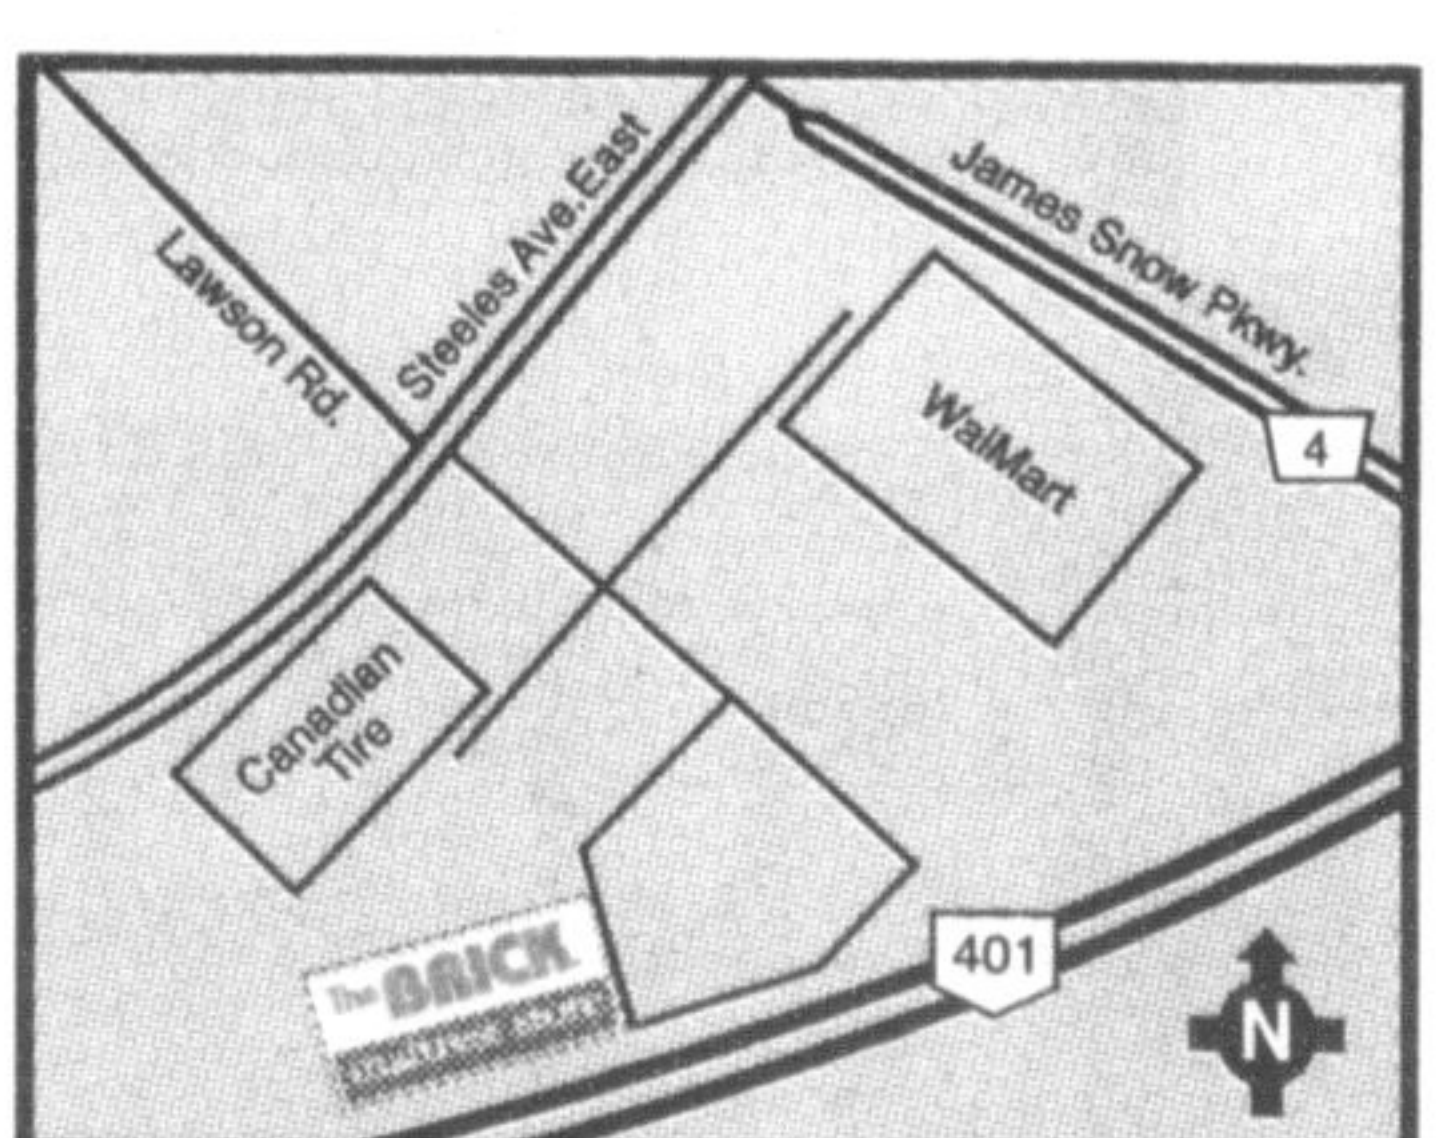 James Snow Pkwy.
Steeles Ave. East
Lawson Rd.
WalMart
4
Canadian
Tire
The BRICK
401
N